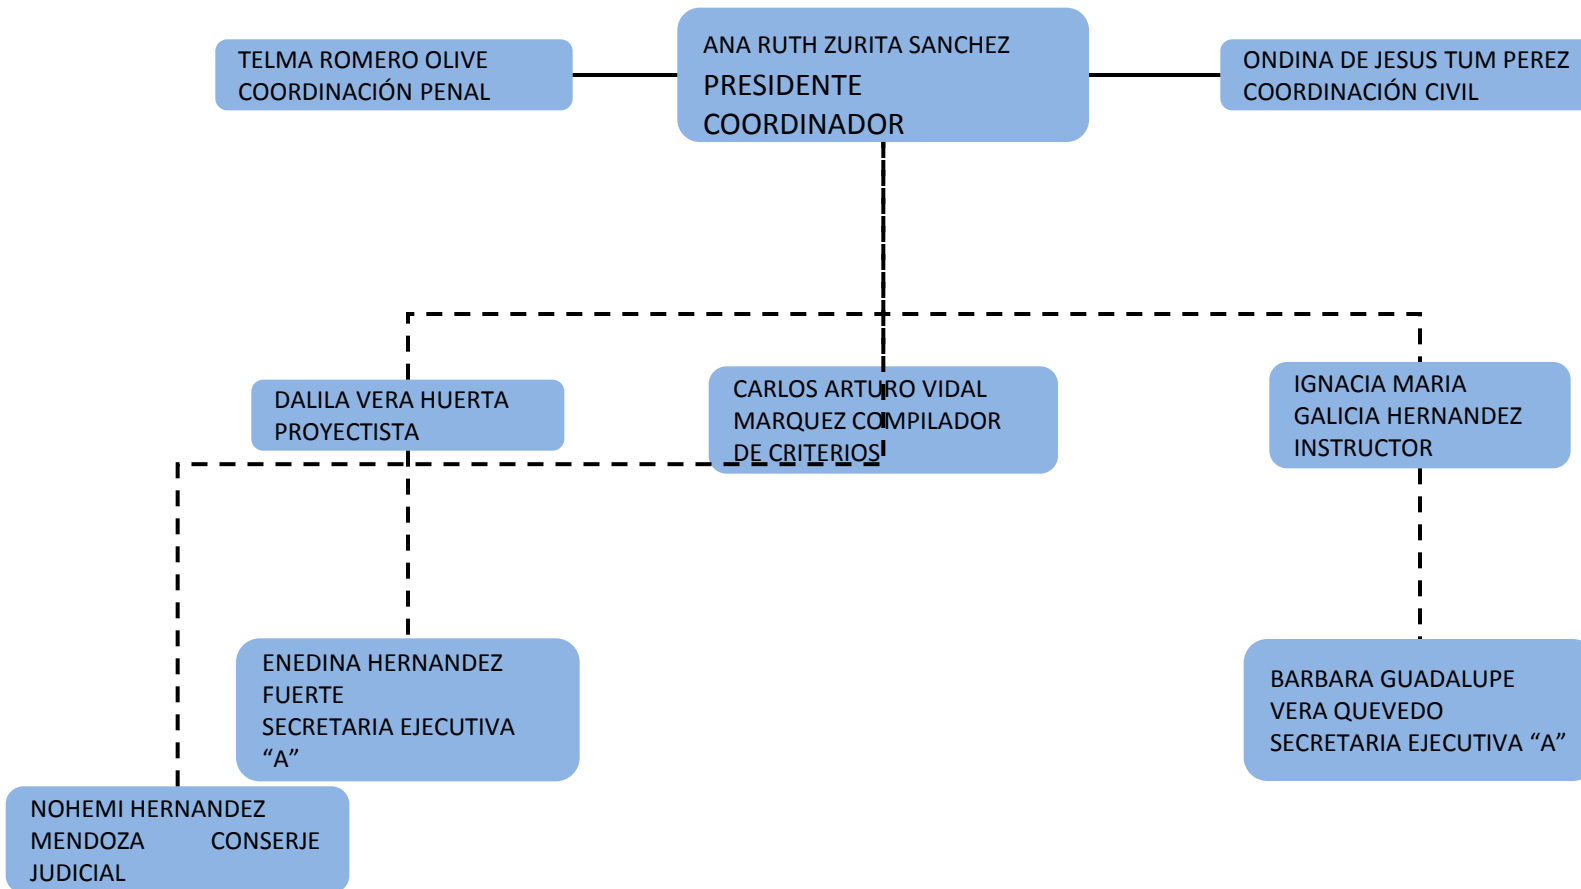 TELMA ROMERO OLIVE
COORDINACIÓN PENAL
ANA RUTH ZURITA SANCHEZ
PRESIDENTE
COORDINADOR
ONDINA DE JESUS TUM PEREZ
COORDINACIÓN CIVIL
DALILA VERA HUERTA
PROYECTISTA
CARLOS ARTURO VIDAL
MARQUEZ COMPILADOR
DE CRITERIOS
IGNACIA MARIA
GALICIA HERNANDEZ
INSTRUCTOR
ENEDINA HERNANDEZ
FUERTE
SECRETARIA EJECUTIVA
“A”
BARBARA GUADALUPE
VERA QUEVEDO
SECRETARIA EJECUTIVA “A”
NOHEMI HERNANDEZ
MENDOZA CONSERJE
JUDICIAL